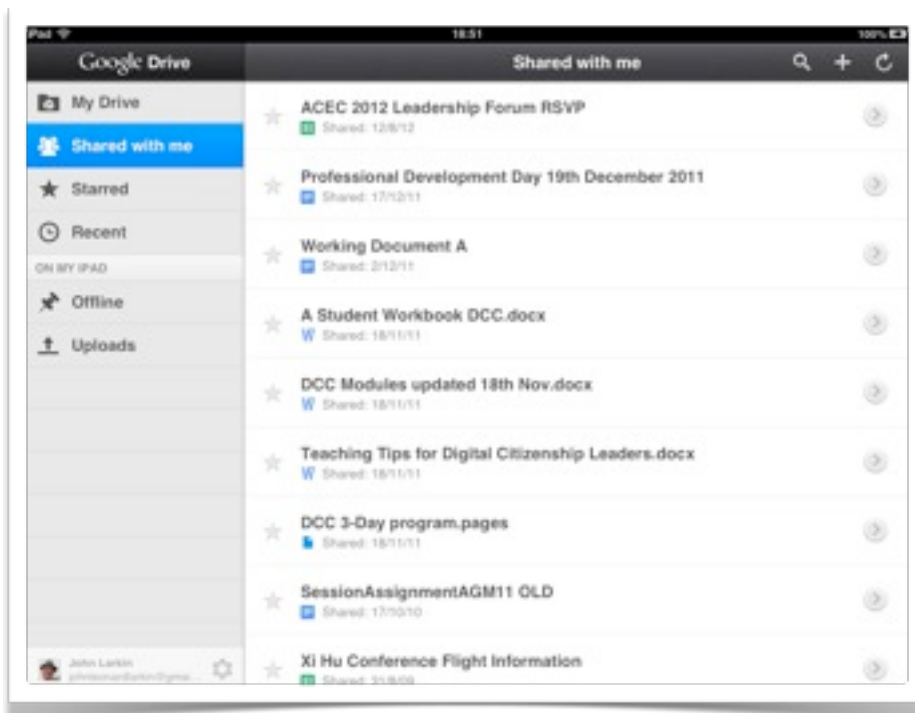 iPad
18:51
100%
Google Drive
Shared with me
My Drive
Shared with me
Starred
Recent
ON MY IPAD
Offline
Uploads
John Larkin
ACEC 2012 Leadership Forum RSVP
Shared: 12/8/12
Professional Development Day 19th December 2011
Shared: 17/12/11
Working Document A
Shared: 2/12/11
A Student Workbook DCC.docx
W Shared: 18/11/11
DCC Modules updated 18th Nov.docx
W Shared: 18/11/11
Teaching Tips for Digital Citizenship Leaders.docx
W Shared: 18/11/11
DCC 3-Day program.pages
Shared: 18/11/11
SessionAssignmentAGM11 OLD
Shared: 17/10/10
Xi Hu Conference Flight Information
Shared: 31/8/09